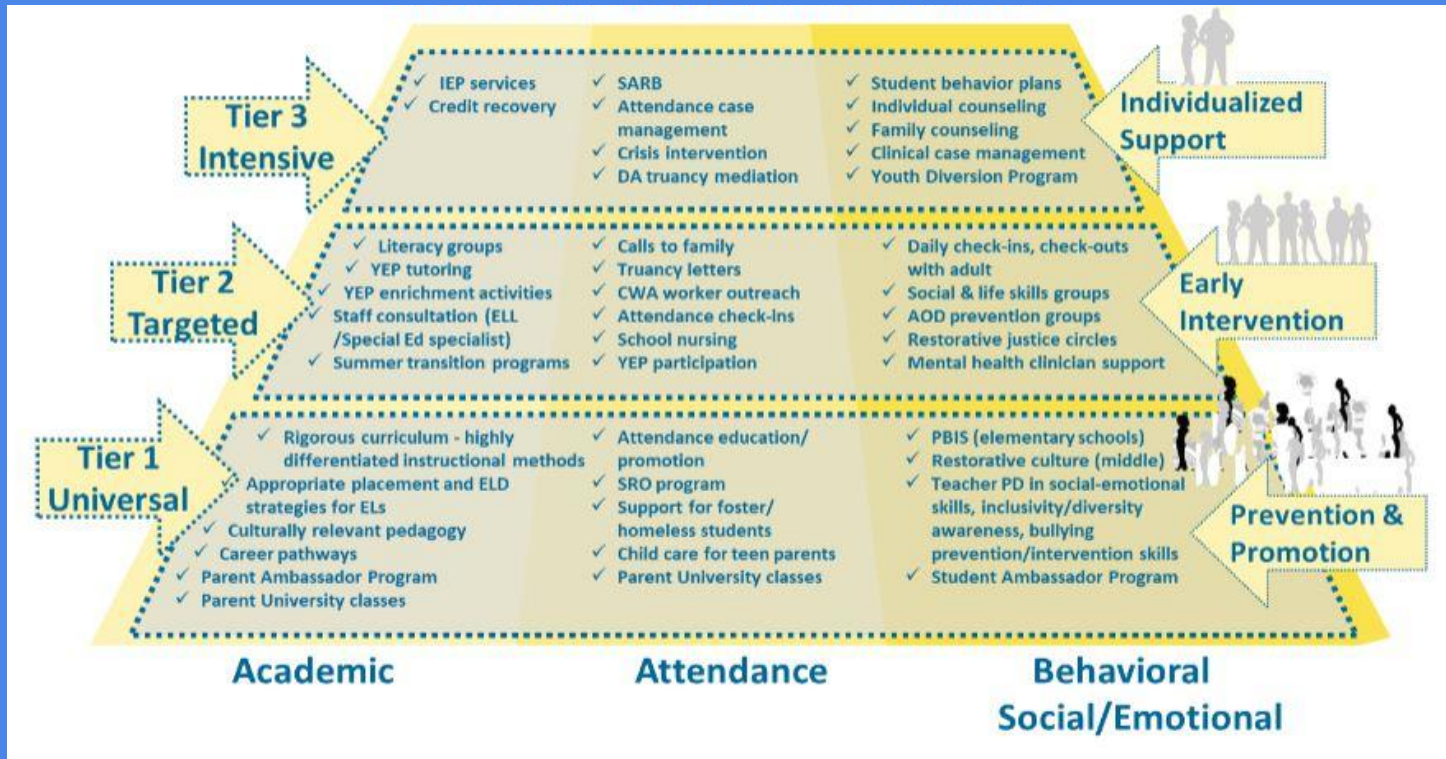 Tier 3
Intensive
✓ IEP services
✓ Credit recovery
✓ SARB
✓ Attendance case
management
✓ Crisis intervention
✓ DA truancy mediation
✓ Student behavior plans
✓ Individual counseling
✓ Family counseling
✓ Clinical case management
✓ Youth Diversion Program
Individualized
Support
Tier 2
Targeted
✓ Literacy groups
✓ YEP tutoring
✓ YEP enrichment activities
✓ Staff consultation (ELL
/Special Ed specialist)
✓ Summer transition programs
✓ Calls to family
✓ Truancy letters
✓ CWA worker outreach
✓ Attendance check-ins
✓ School nursing
✓ YEP participation
✓ Daily check-ins, check-outs
with adult
✓ Social & life skills groups
✓ AOD prevention groups
✓ Restorative justice circles
✓ Mental health clinician support
Early
Intervention
Tier 1
Universal
✓ Rigorous curriculum - highly
differentiated instructional methods
✓ Appropriate placement and ELD
strategies for ELs
✓ Culturally relevant pedagogy
✓ Career pathways
✓ Parent Ambassador Program
✓ Parent University classes
✓ Attendance education/
promotion
✓ SRO program
✓ Support for foster/
homeless students
✓ Child care for teen parents
✓ Parent University classes
✓ PBIS (elementary schools)
✓ Restorative culture (middle)
✓ Teacher PD in social-emotional
skills, inclusivity/diversity
awareness, bullying
prevention/intervention skills
✓ Student Ambassador Program
Prevention &
Promotion
Academic
Attendance
Behavioral
Social/Emotional